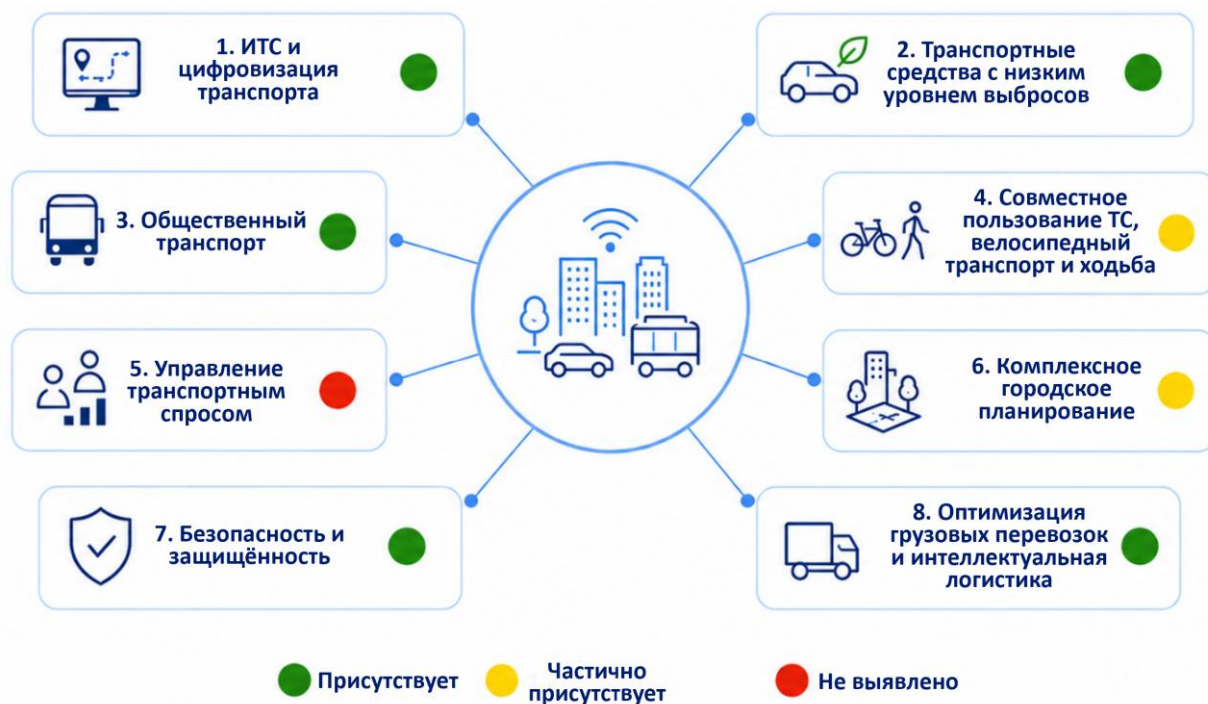 1. ИТС и
цифровизация
транспорта
2. Транспортные
средства с низким
уровнем выбросов
3. Общественный
транспорт
4. Совместное
пользование ТС,
велосипедный
транспорт и ходьба
5. Управление
транспортным
спросом
6. Комплексное
городское
планирование
7. Безопасность и
защищённость
8. Оптимизация
грузовых перевозок
и интеллектуальная
логистика
Присутствует
Частично
присутствует
Не выявлено